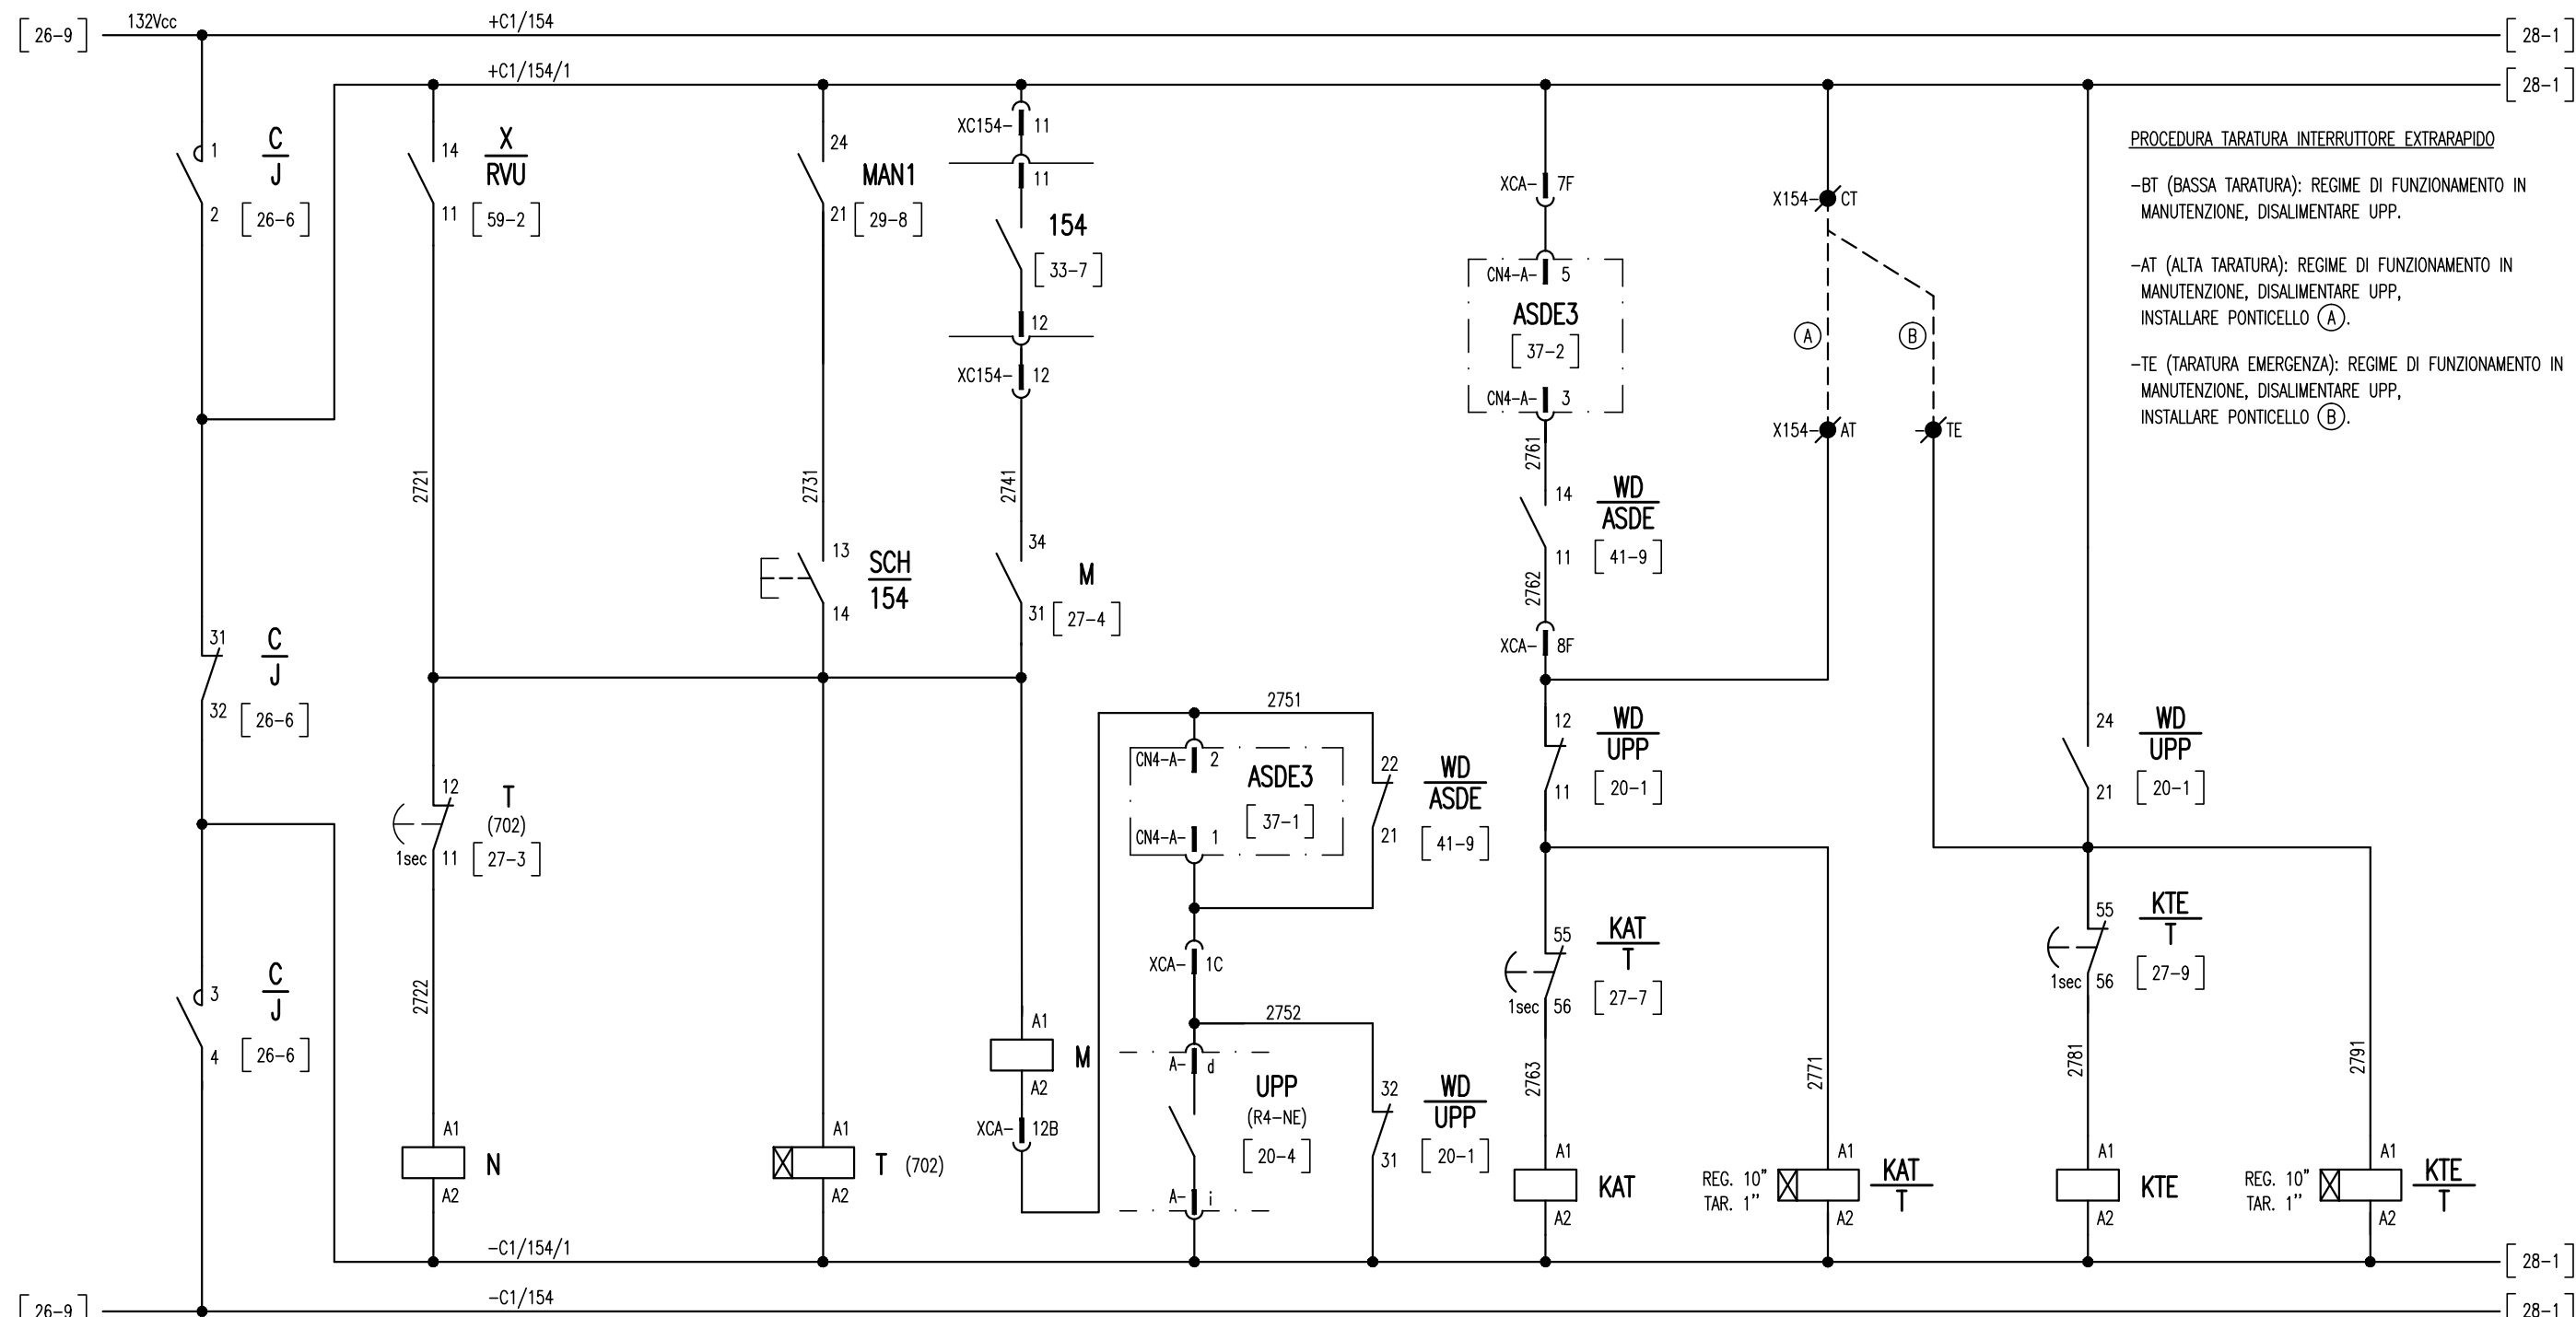 [ 26-9 ]
132Vcc
+C1/154
[ 28-1 ]
+C1/154/1
[ 28-1 ]
1
C
J
2
[ 26-6 ]
14
X
RVU
11
[ 59-2 ]
24
MAN1
21
[ 29-8 ]
XC154-
11
11
154
[ 33-7 ]
12
XC154-
12
XCA-
7F
CN4-A-
5
ASDE3
[ 37-2 ]
CN4-A-
3
X154-
CT
A
B
X154-
AT
-
TE
PROCEDURA TARATURA INTERRUTTORE EXTRARAPIDO
-BT (BASSA TARATURA): REGIME DI FUNZIONAMENTO IN
MANUTENZIONE, DISALIMENTARE UPP.
-AT (ALTA TARATURA): REGIME DI FUNZIONAMENTO IN
MANUTENZIONE, DISALIMENTARE UPP,
INSTALLARE PONTICELLO A.
-TE (TARATURA EMERGENZA): REGIME DI FUNZIONAMENTO IN
MANUTENZIONE, DISALIMENTARE UPP,
INSTALLARE PONTICELLO B.
2721
2731
2741
2761
13
SCH
154
14
34
M
31
[ 27-4 ]
14
WD
ASDE
11
[ 41-9 ]
2762
XCA-
8F
31
C
J
32
[ 26-6 ]
12
T
(702)
1sec
11
[ 27-3 ]
2751
CN4-A-
2
ASDE3
[ 37-1 ]
CN4-A-
1
22
WD
ASDE
21
[ 41-9 ]
12
WD
UPP
11
[ 20-1 ]
24
WD
UPP
21
[ 20-1 ]
XCA-
1C
55
KAT
T
1sec
56
[ 27-7 ]
55
KTE
T
1sec
56
[ 27-9 ]
3
C
J
4
[ 26-6 ]
2722
2752
A1
M
A2
XCA-
12B
A-
d
UPP
(R4-NE)
[ 20-4 ]
A-
i
32
WD
UPP
31
[ 20-1 ]
2763
2771
2781
2791
A1
N
A2
A1
T (702)
A2
A1
KAT
A2
REG. 10"
TAR. 1"
A1
KAT
T
A2
A1
KTE
A2
REG. 10"
TAR. 1"
A1
KTE
T
A2
-C1/154/1
[ 28-1 ]
[ 26-9 ]
-C1/154
[ 28-1 ]